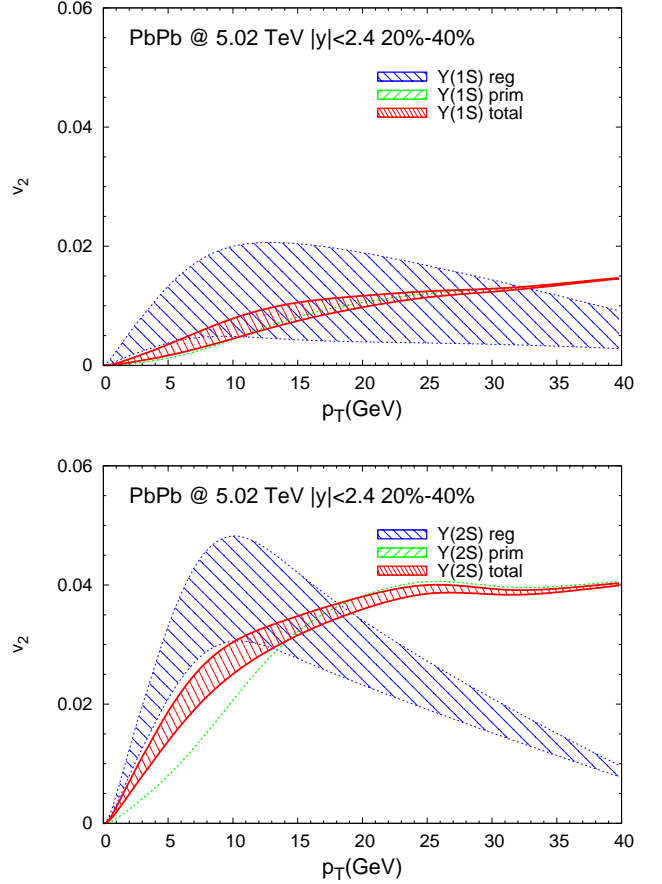 0.06
PbPb @ 5.02 TeV |y|<2.4 20%-40%
Y(1S) reg
Y(1S) prim
Y(1S) total
0.04
v2
0.02
0
0 5 10 15 20 25 30 35 40
pT(GeV)
0.06
PbPb @ 5.02 TeV |y|<2.4 20%-40%
Y(2S) reg
Y(2S) prim
Y(2S) total
0.04
v2
0.02
0
0 5 10 15 20 25 30 35 40
pT(GeV)